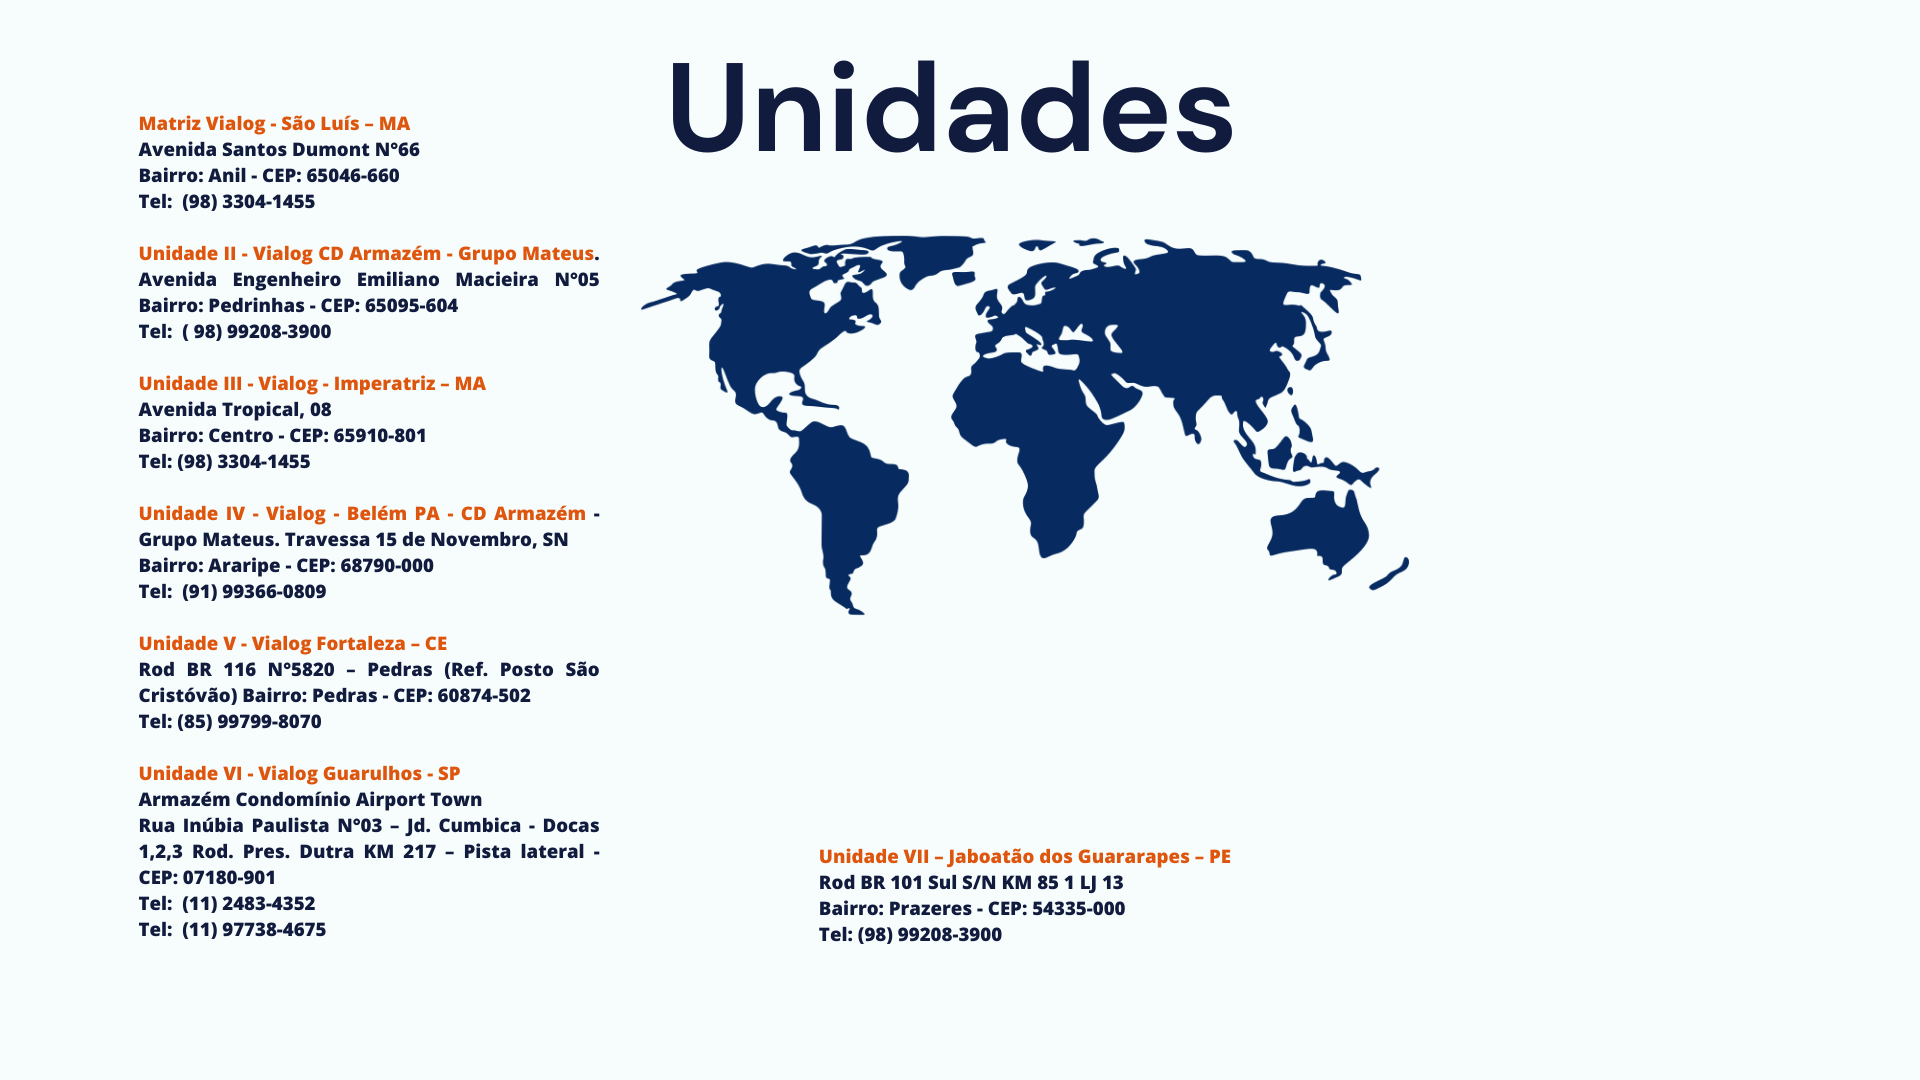 Unidades
Matriz Vialog - São Luís – MA
Avenida Santos Dumont N°66
Bairro: Anil - CEP: 65046-660
Tel:  (98) 3304-1455
Unidade II - Vialog CD Armazém - Grupo Mateus.
Avenida Engenheiro Emiliano Macieira N°05
Bairro: Pedrinhas - CEP: 65095-604
Tel:  ( 98) 99208-3900
Unidade III - Vialog - Imperatriz – MA
Avenida Tropical, 08
Bairro: Centro - CEP: 65910-801
Tel: (98) 3304-1455
Unidade IV - Vialog - Belém PA - CD Armazém -
Grupo Mateus. Travessa 15 de Novembro, SN
Bairro: Araripe - CEP: 68790-000
Tel:  (91) 99366-0809
Unidade V - Vialog Fortaleza – CE
Rod BR 116 N°5820 – Pedras (Ref. Posto São
Cristóvão) Bairro: Pedras - CEP: 60874-502
Tel: (85) 99799-8070
Unidade VI - Vialog Guarulhos - SP
Armazém Condomínio Airport Town
Rua Inúbia Paulista N°03 – Jd. Cumbica - Docas
1,2,3 Rod. Pres. Dutra KM 217 – Pista lateral -
CEP: 07180-901
Tel:  (11) 2483-4352
Tel:  (11) 97738-4675
Unidade VII – Jaboatão dos Guararapes – PE
Rod BR 101 Sul S/N KM 85 1 LJ 13
Bairro: Prazeres - CEP: 54335-000
Tel: (98) 99208-3900